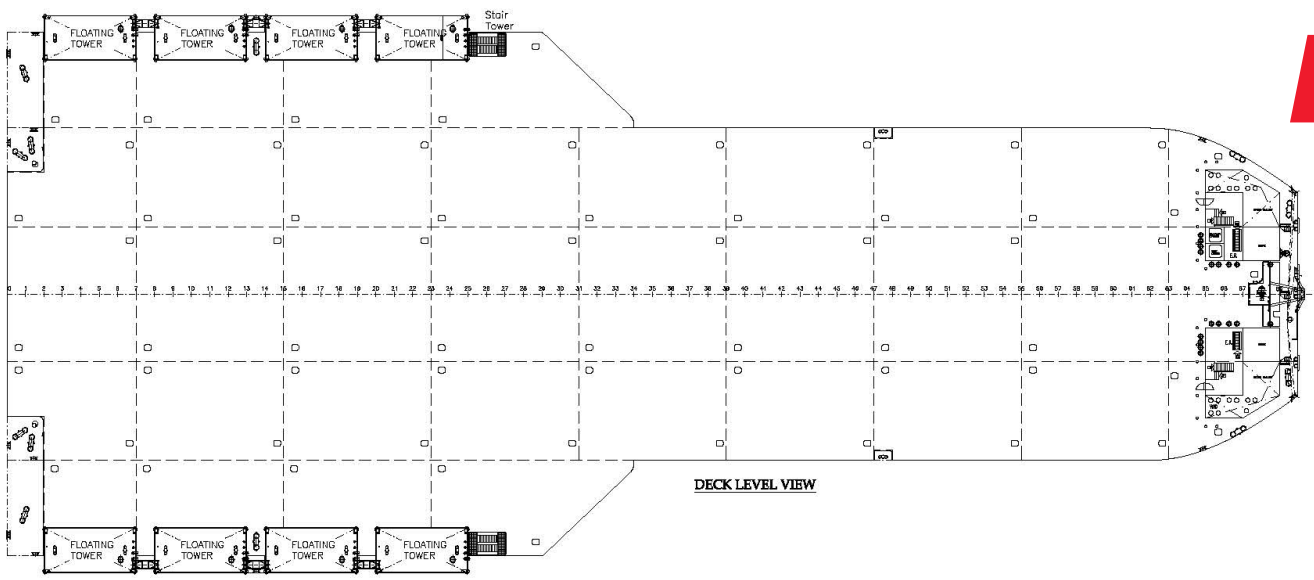 Stair
Tower
FLOATING
TOWER
FLOATING
TOWER
FLOATING
TOWER
FLOATING
TOWER
0 1 2 3 4 5 6 7 8 9 10 11 12 13 14 15 16 17 18 19 20 21 22 23 24 25 26 27 28 29 30 31 32 33 34 35 36 37 38 39 40 41 42 43 44 45 46 47 48 49 50 51 52 53 54 55 56 57 58 59 60 61 62 63 64 65 66 67
DECK LEVEL VIEW
FLOATING
TOWER
FLOATING
TOWER
FLOATING
TOWER
FLOATING
TOWER